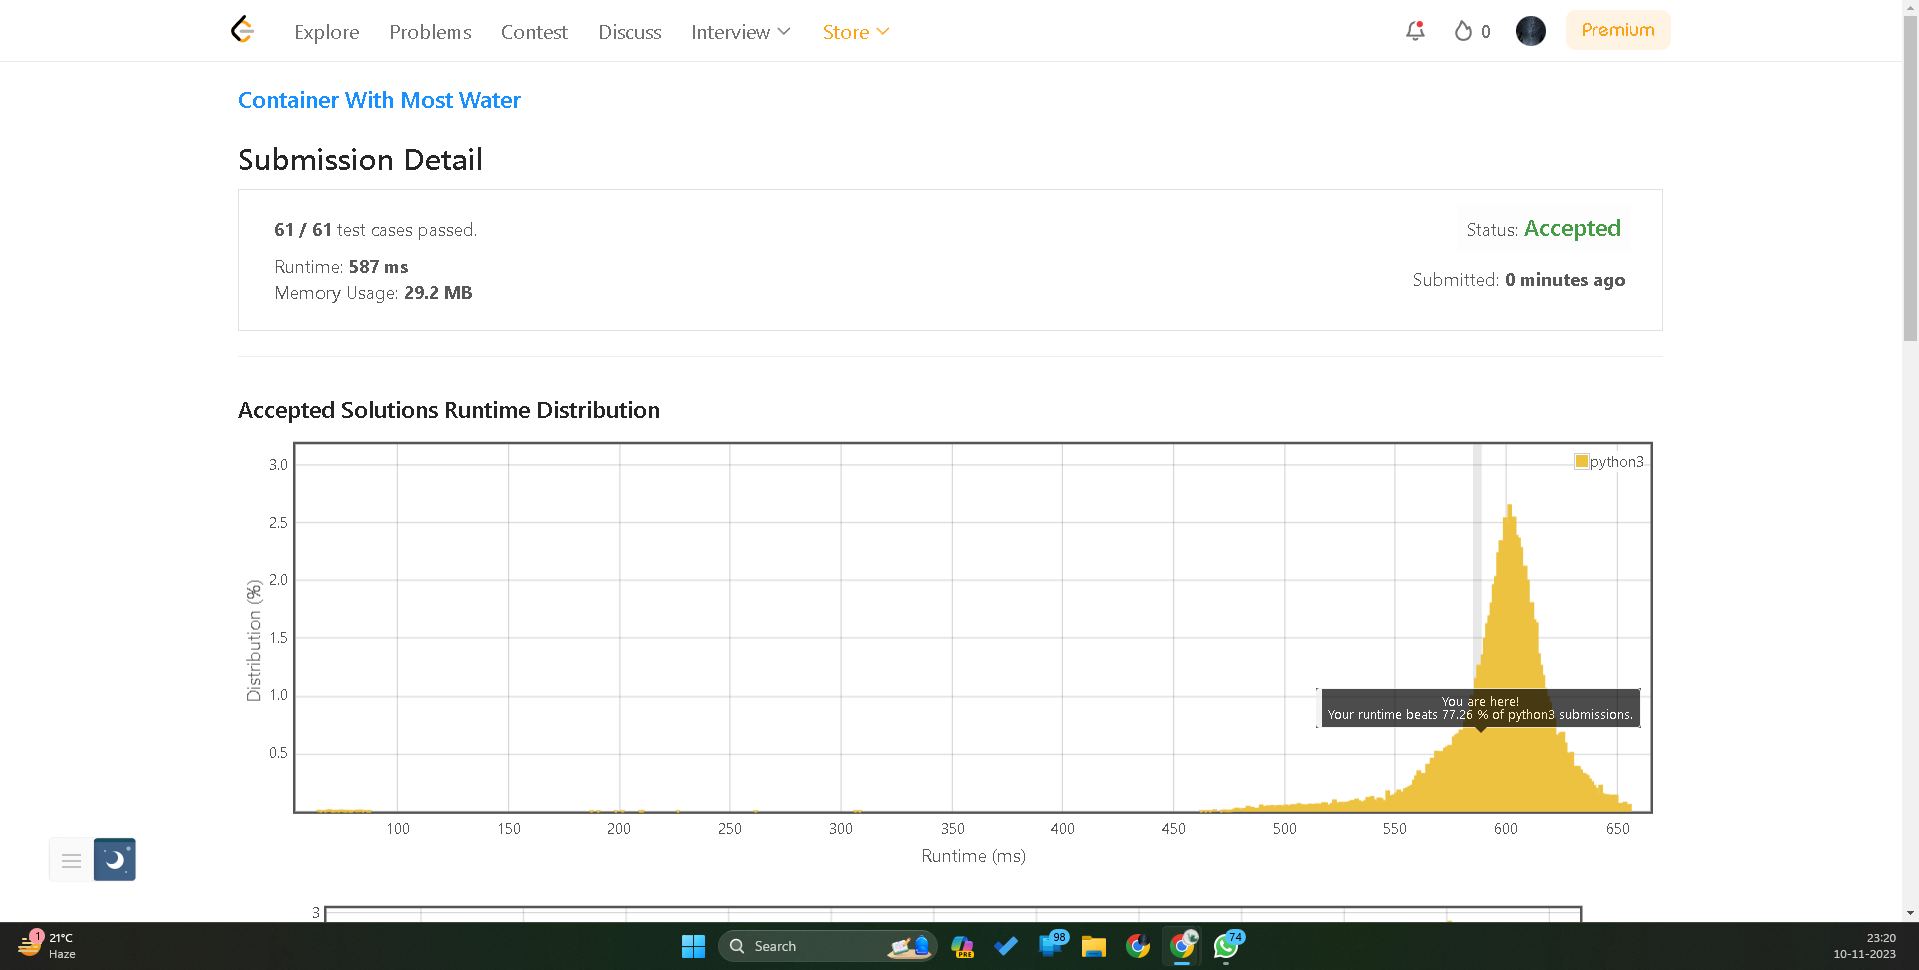 Explore Problems Contest Discuss Interview Store 0 Premium
Container With Most Water
Submission Detail
61 / 61 test cases passed.
Status: Accepted
Runtime: 587 ms
Memory Usage: 29.2 MB
Submitted: 0 minutes ago
Accepted Solutions Runtime Distribution
python3
3.0
2.5
2.0
1.5
1.0
0.5
Distribution (%)
You are here!
Your runtime beats 77.26 % of python3 submissions.
100 150 200 250 300 350 400 450 500 550 600 650
Runtime (ms)
3
1
21°C
Haze
Search
PRE
98
74
23:20
10-11-2023